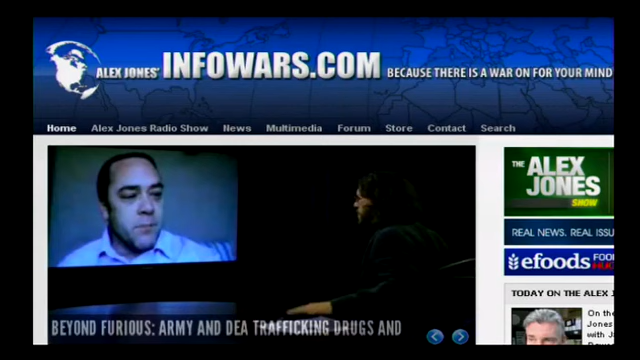 ALEX JONES' INFOWARS.COM BECAUSE THERE IS A WAR ON FOR YOUR MIND
Home Alex Jones Radio Show News Multimedia Forum Store Contact Search
THE
ALEX
JONES
SHOW
REAL NEWS. REAL ISSU
efoods FOO
BEYOND FURIOUS: ARMY AND DEA TRAFFICKING DRUGS AND
TODAY ON THE ALEX J
On the
Jones
with J